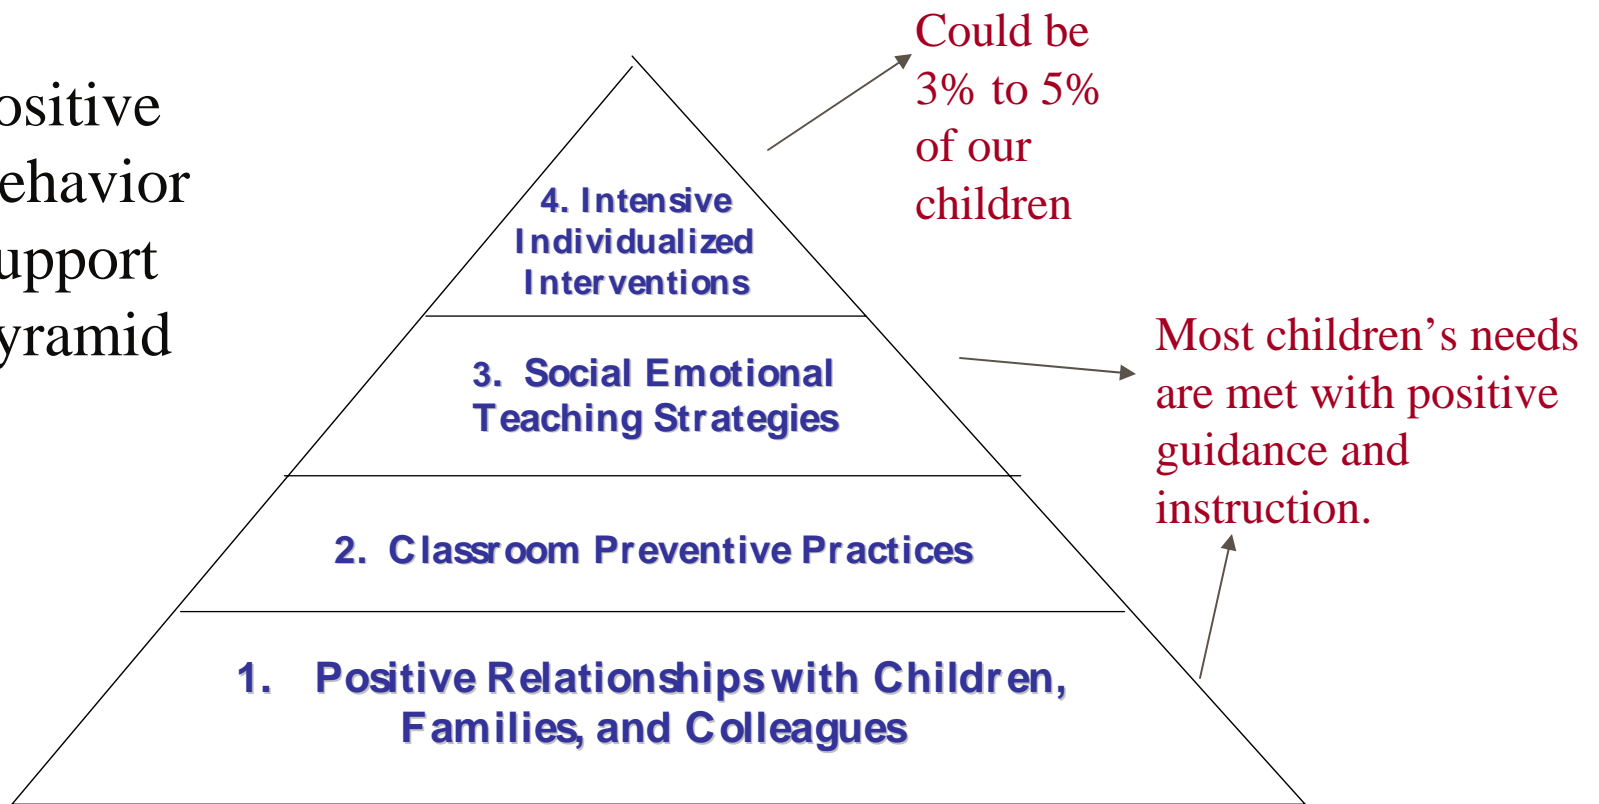 ositive
ehavior
upport
yramid
Could be
3% to 5%
of our
children
4. Intensive
Individualized
Interventions
3. Social Emotional
Teaching Strategies
Most children’s needs
are met with positive
guidance and
instruction.
2. Classroom Preventive Practices
1. Positive Relationships with Children,
Families, and Colleagues